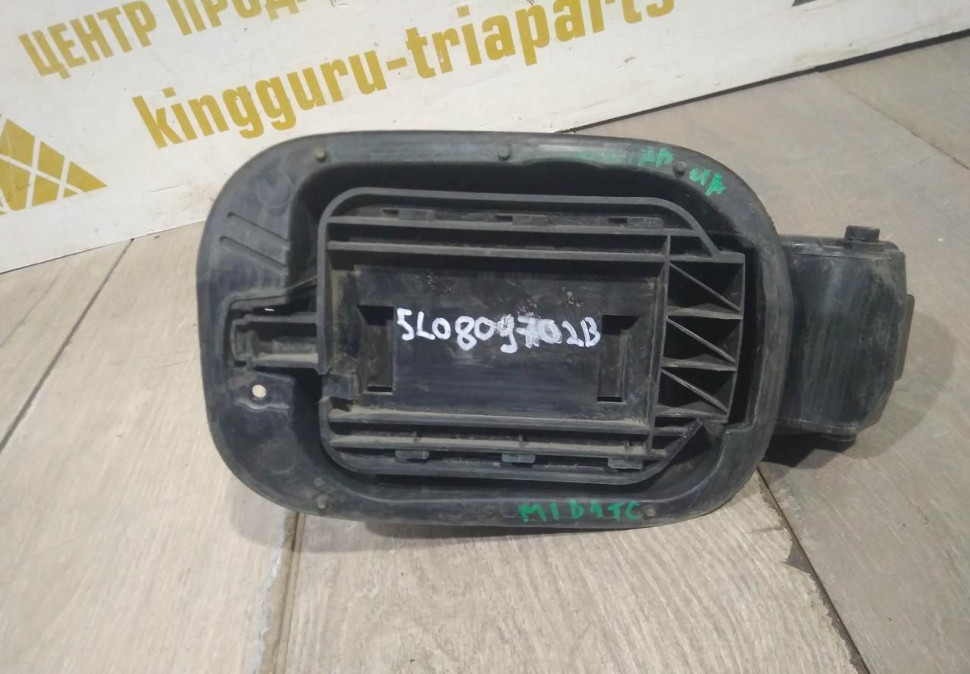 ЦЕНТР ПРОД
kingguru-triaparts
5L0809702B
M1D1TC